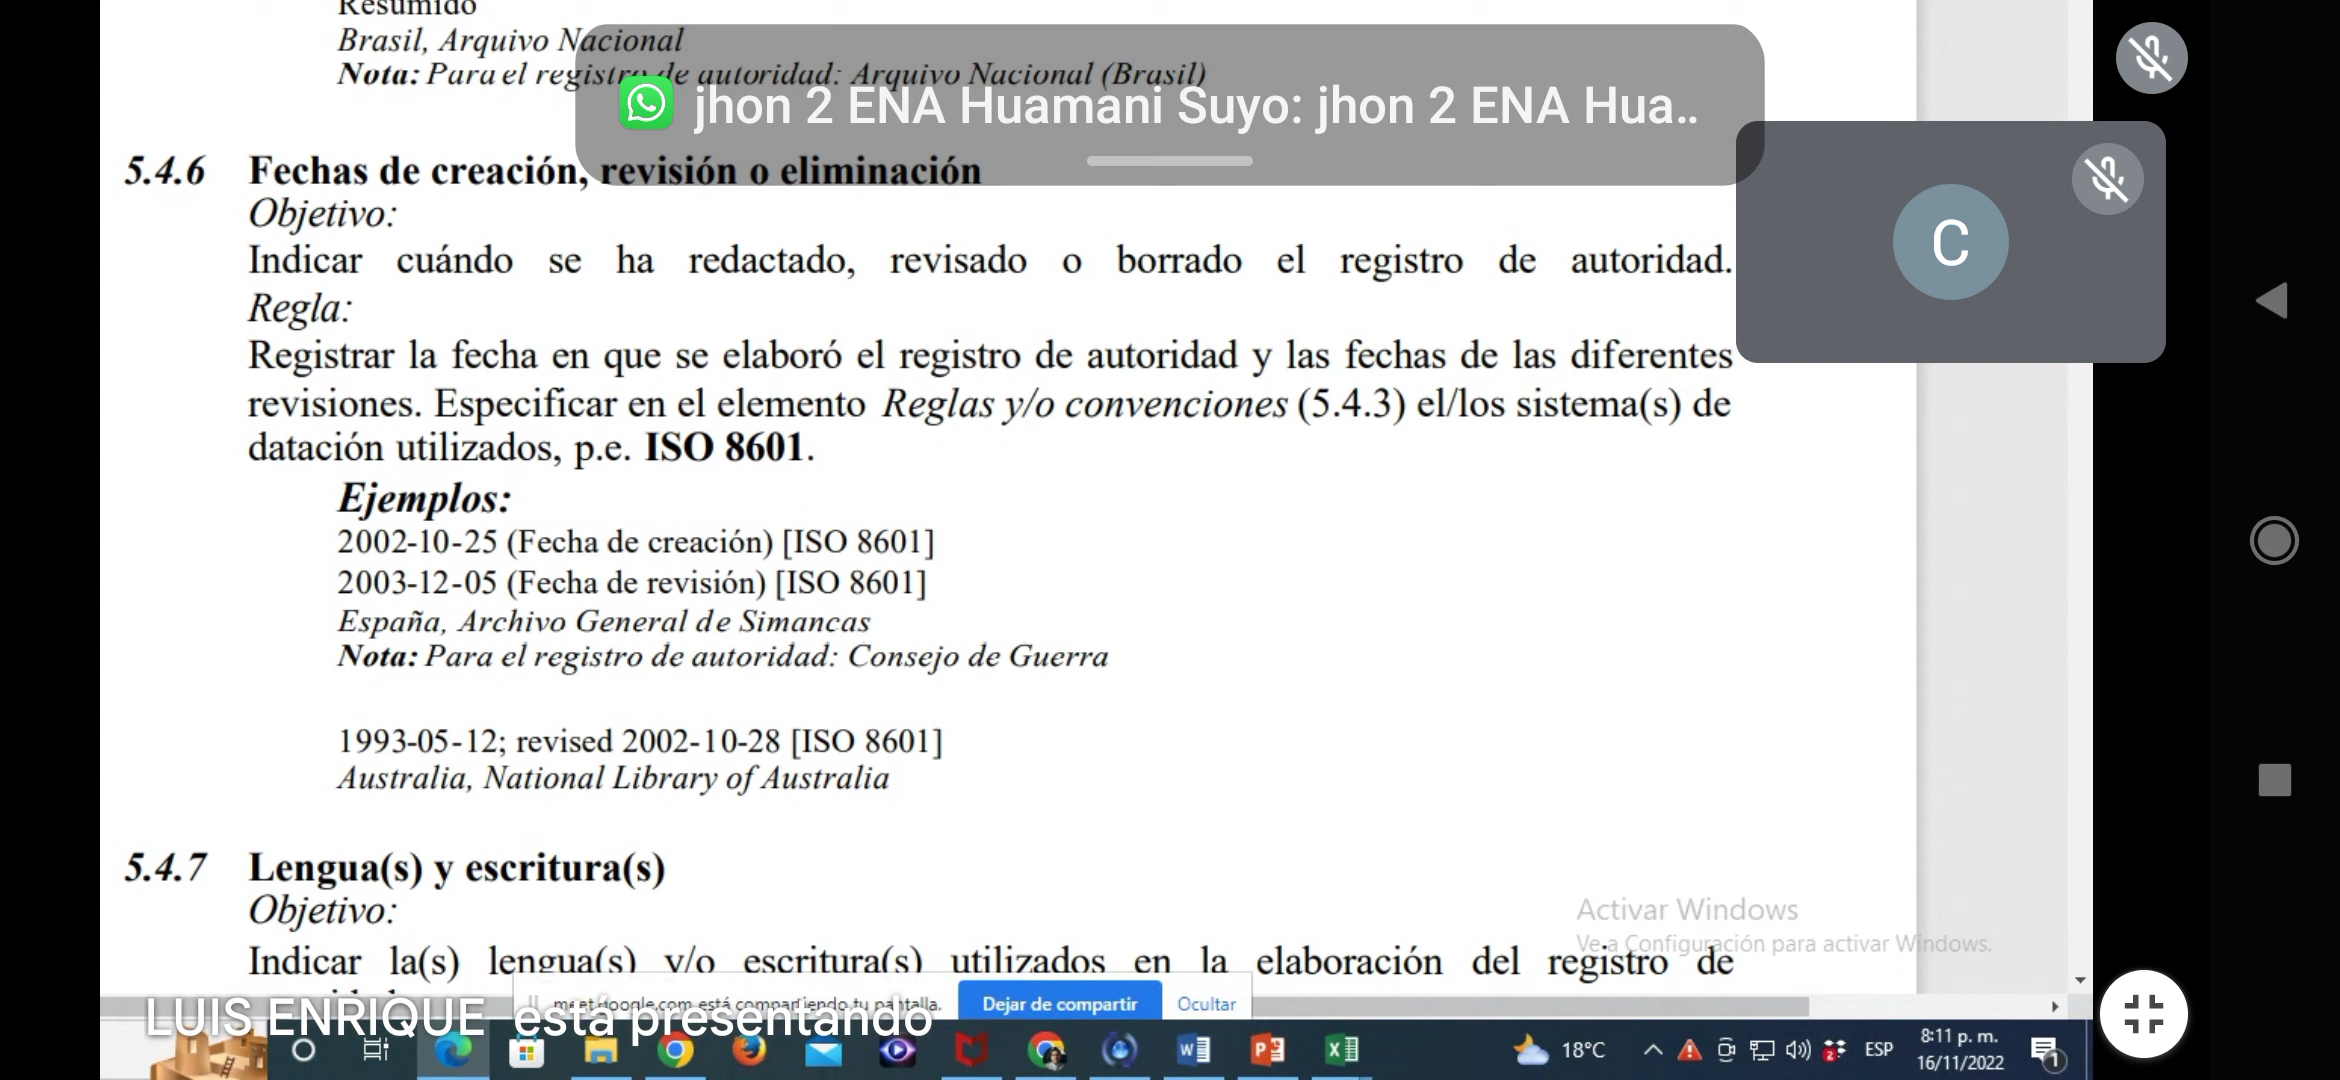 Resumido
Brasil, Arquivo Nacional
Nota: Para el registro de autoridad: Arquivo Nacional (Brasil)
jhon 2 ENA Huamani Suyo: jhon 2 ENA Hua..
5.4.6 Fechas de creación, revisión o eliminación
Objetivo:
Indicar cuándo se ha redactado, revisado o borrado el registro de autoridad.
C
Regla:
Registrar la fecha en que se elaboró el registro de autoridad y las fechas de las diferentes
revisiones. Especificar en el elemento Reglas y/o convenciones (5.4.3) el/los sistema(s) de
datación utilizados, p.e. ISO 8601.
Ejemplos:
2002-10-25 (Fecha de creación) [ISO 8601]
2003-12-05 (Fecha de revisión) [ISO 8601]
España, Archivo General de Simancas
Nota: Para el registro de autoridad: Consejo de Guerra
1993-05-12; revised 2002-10-28 [ISO 8601]
Australia, National Library of Australia
5.4.7 Lengua(s) y escritura(s)
Objetivo:
Activar Windows
Ve a Configuración para activar Windows.
Indicar la(s) lengua(s) y/o escritura(s) utilizados en la elaboración del registro de
meet.google.com está compartiendo tu pantalla.
Dejar de compartir
Ocultar
LUIS ENRIQUE está presentando
18°C
ESP
8:11 p. m.
16/11/2022
1